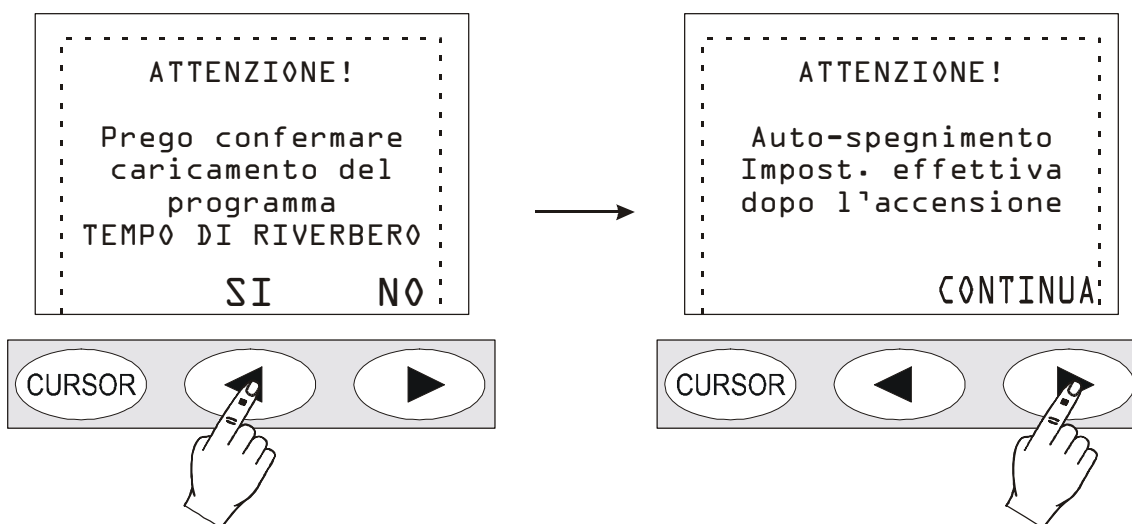 ATTENZIONE!
Prego confermare
caricamento del
programma
TEMPO DI RIVERBERO
SI NO
CURSOR
ATTENZIONE!
Auto-spegnimento
Impost. effettiva
dopo l'accensione
CONTINUA
CURSOR